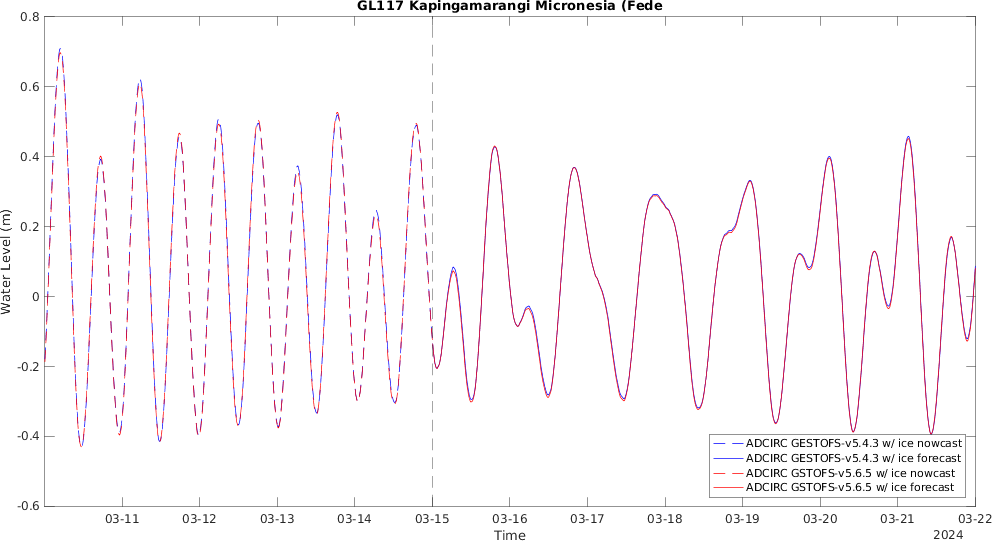 GL117 Kapingamarangi Micronesia (Fede
0.8
0.6
0.4
0.2
0
-0.2
-0.4
-0.6
Water Level (m)
ADCIRC GESTOFS-v5.4.3 w/ ice nowcast
ADCIRC GESTOFS-v5.4.3 w/ ice forecast
ADCIRC GSTOFS-v5.6.5 w/ ice nowcast
ADCIRC GSTOFS-v5.6.5 w/ ice forecast
03-11 03-12 03-13 03-14 03-15 03-16 03-17 03-18 03-19 03-20 03-21 03-22
Time
2024